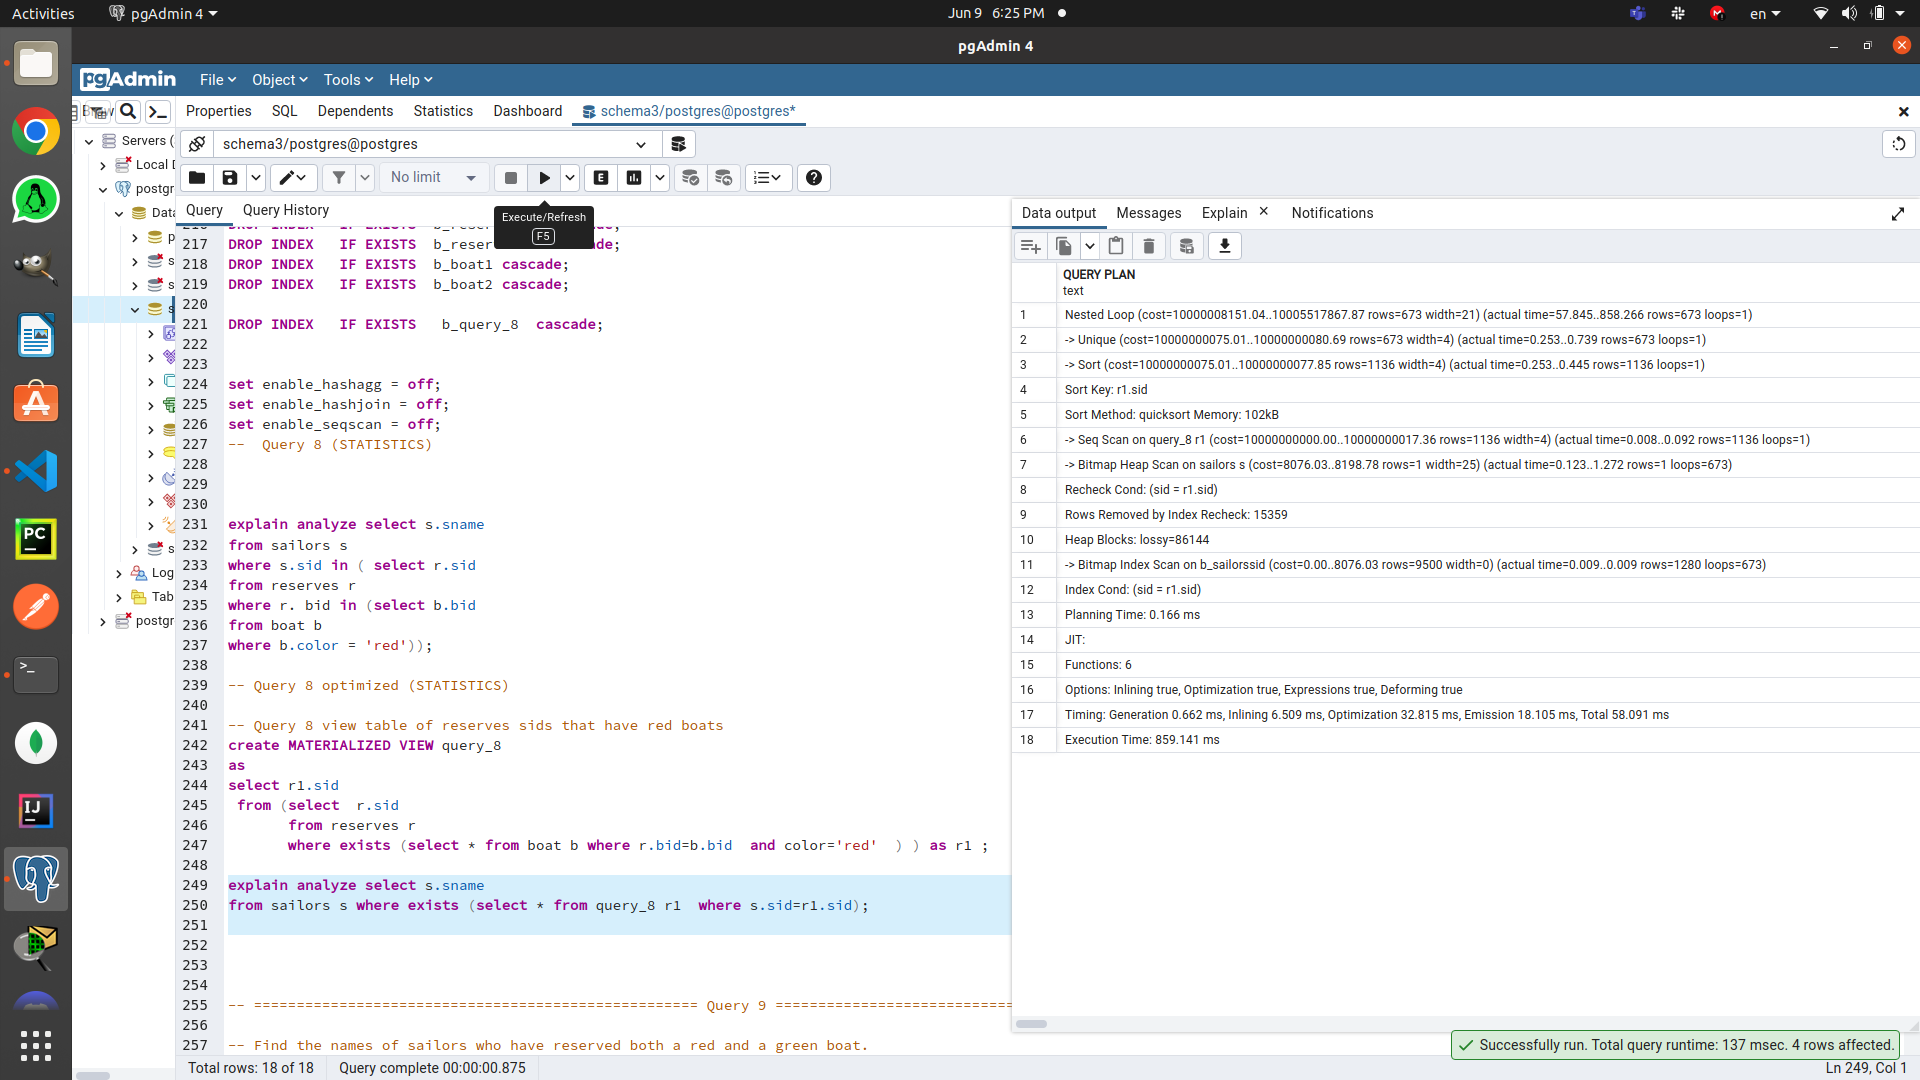 Activities
pgAdmin 4
Jun 9 6:25 PM
en
pgAdmin 4
pgAdmin
File
Object
Tools
Help
Properties
SQL
Dependents
Statistics
Dashboard
schema3/postgres@postgres*
Servers (
Local D
postgr
Data
p
s
s
s
s
Log
Tab
postgr
schema3/postgres@postgres
No limit
E
Query
Query History
Execute/Refresh
F5
217 DROP INDEX   IF EXISTS  b_reser
218 DROP INDEX   IF EXISTS  b_boat1 cascade;
219 DROP INDEX   IF EXISTS  b_boat2 cascade;
220
221 DROP INDEX   IF EXISTS   b_query_8  cascade;
222
223
224 set enable_hashagg = off;
225 set enable_hashjoin = off;
226 set enable_seqscan = off;
227 --  Query 8 (STATISTICS)
228
229
230
231 explain analyze select s.sname
232 from sailors s
233 where s.sid in ( select r.sid
234 from reserves r
235 where r. bid in (select b.bid
236 from boat b
237 where b.color = 'red'));
238
239 -- Query 8 optimized (STATISTICS)
240
241 -- Query 8 view table of reserves sids that have red boats
242 create MATERIALIZED VIEW query_8
243 as
244 select r1.sid
245  from (select  r.sid
246       from reserves r
247       where exists (select * from boat b where r.bid=b.bid  and color='red'  ) ) as r1 ;
248
249 explain analyze select s.sname
250 from sailors s where exists (select * from query_8 r1  where s.sid=r1.sid);
251
252
253
254
255 -- ==================================================== Query 9 ============================
256
257 -- Find the names of sailors who have reserved both a red and a green boat.
Data output
Messages
Explain
Notifications
QUERY PLAN
text
1 Nested Loop (cost=10000008151.04..10005517867.87 rows=673 width=21) (actual time=57.845..858.266 rows=673 loops=1)
2 -> Unique (cost=10000000075.01..10000000080.69 rows=673 width=4) (actual time=0.253..0.739 rows=673 loops=1)
3 -> Sort (cost=10000000075.01..10000000077.85 rows=1136 width=4) (actual time=0.253..0.445 rows=1136 loops=1)
4 Sort Key: r1.sid
5 Sort Method: quicksort Memory: 102kB
6 -> Seq Scan on query_8 r1 (cost=10000000000.00..10000000017.36 rows=1136 width=4) (actual time=0.008..0.092 rows=1136 loops=1)
7 -> Bitmap Heap Scan on sailors s (cost=8076.03..8198.78 rows=1 width=25) (actual time=0.123..1.272 rows=1 loops=673)
8 Recheck Cond: (sid = r1.sid)
9 Rows Removed by Index Recheck: 15359
10 Heap Blocks: lossy=86144
11 -> Bitmap Index Scan on b_sailorssid (cost=0.00..8076.03 rows=9500 width=0) (actual time=0.009..0.009 rows=1280 loops=673)
12 Index Cond: (sid = r1.sid)
13 Planning Time: 0.166 ms
14 JIT:
15 Functions: 6
16 Options: Inlining true, Optimization true, Expressions true, Deforming true
17 Timing: Generation 0.662 ms, Inlining 6.509 ms, Optimization 32.815 ms, Emission 18.105 ms, Total 58.091 ms
18 Execution Time: 859.141 ms
Successfully run. Total query runtime: 137 msec. 4 rows affected.
Total rows: 18 of 18
Query complete 00:00:00.875
Ln 249, Col 1